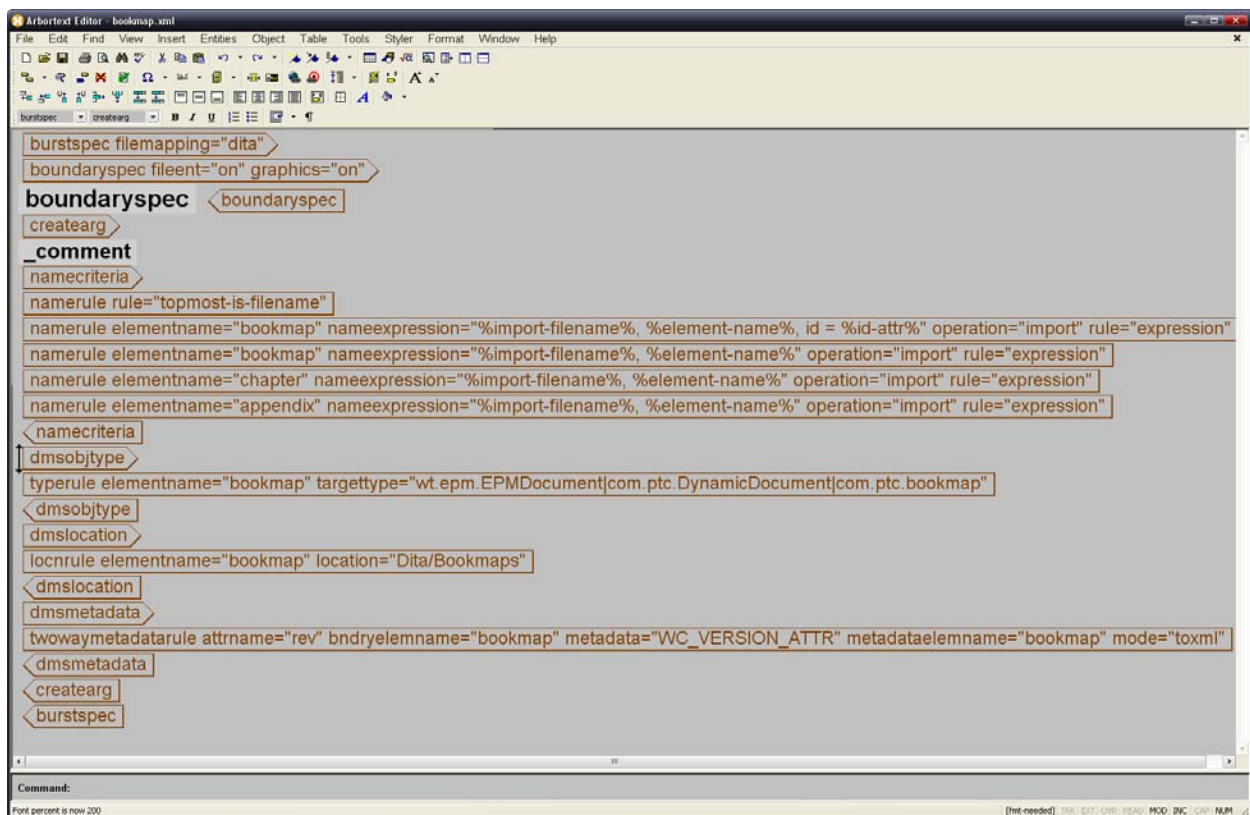 Arbortext Editor - bookmap.xml
File Edit Find View Insert Entities Object Table Tools Styler Format Window Help
burstspec createarg B I U
burstspec filemapping="dita"
boundaryspec fileent="on" graphics="on"
boundaryspec boundaryspec
createarg
_comment
namecriteria
namerule rule="topmost-is-filename"
namerule elementname="bookmap" nameexpression="%import-filename%, %element-name%, id = %id-attr%" operation="import" rule="expression"
namerule elementname="bookmap" nameexpression="%import-filename%, %element-name%" operation="import" rule="expression"
namerule elementname="chapter" nameexpression="%import-filename%, %element-name%" operation="import" rule="expression"
namerule elementname="appendix" nameexpression="%import-filename%, %element-name%" operation="import" rule="expression"
namecriteria
dmsobjtype
typerule elementname="bookmap" targettype="wt.epm.EPMDocument|com.ptc.DynamicDocument|com.ptc.bookmap"
dmsobjtype
dmslocation
locnrule elementname="bookmap" location="Dita/Bookmaps"
dmslocation
dmsmetadata
twowaymetadatarule attrname="rev" bndryelemname="bookmap" metadata="WC_VERSION_ATTR" metadataelemname="bookmap" mode="toxml"
dmsmetadata
createarg
burstspec
Command:
Font percent is now 200 [fmt-needed] TRK EXT OVR READ MOD INC CAP NUM